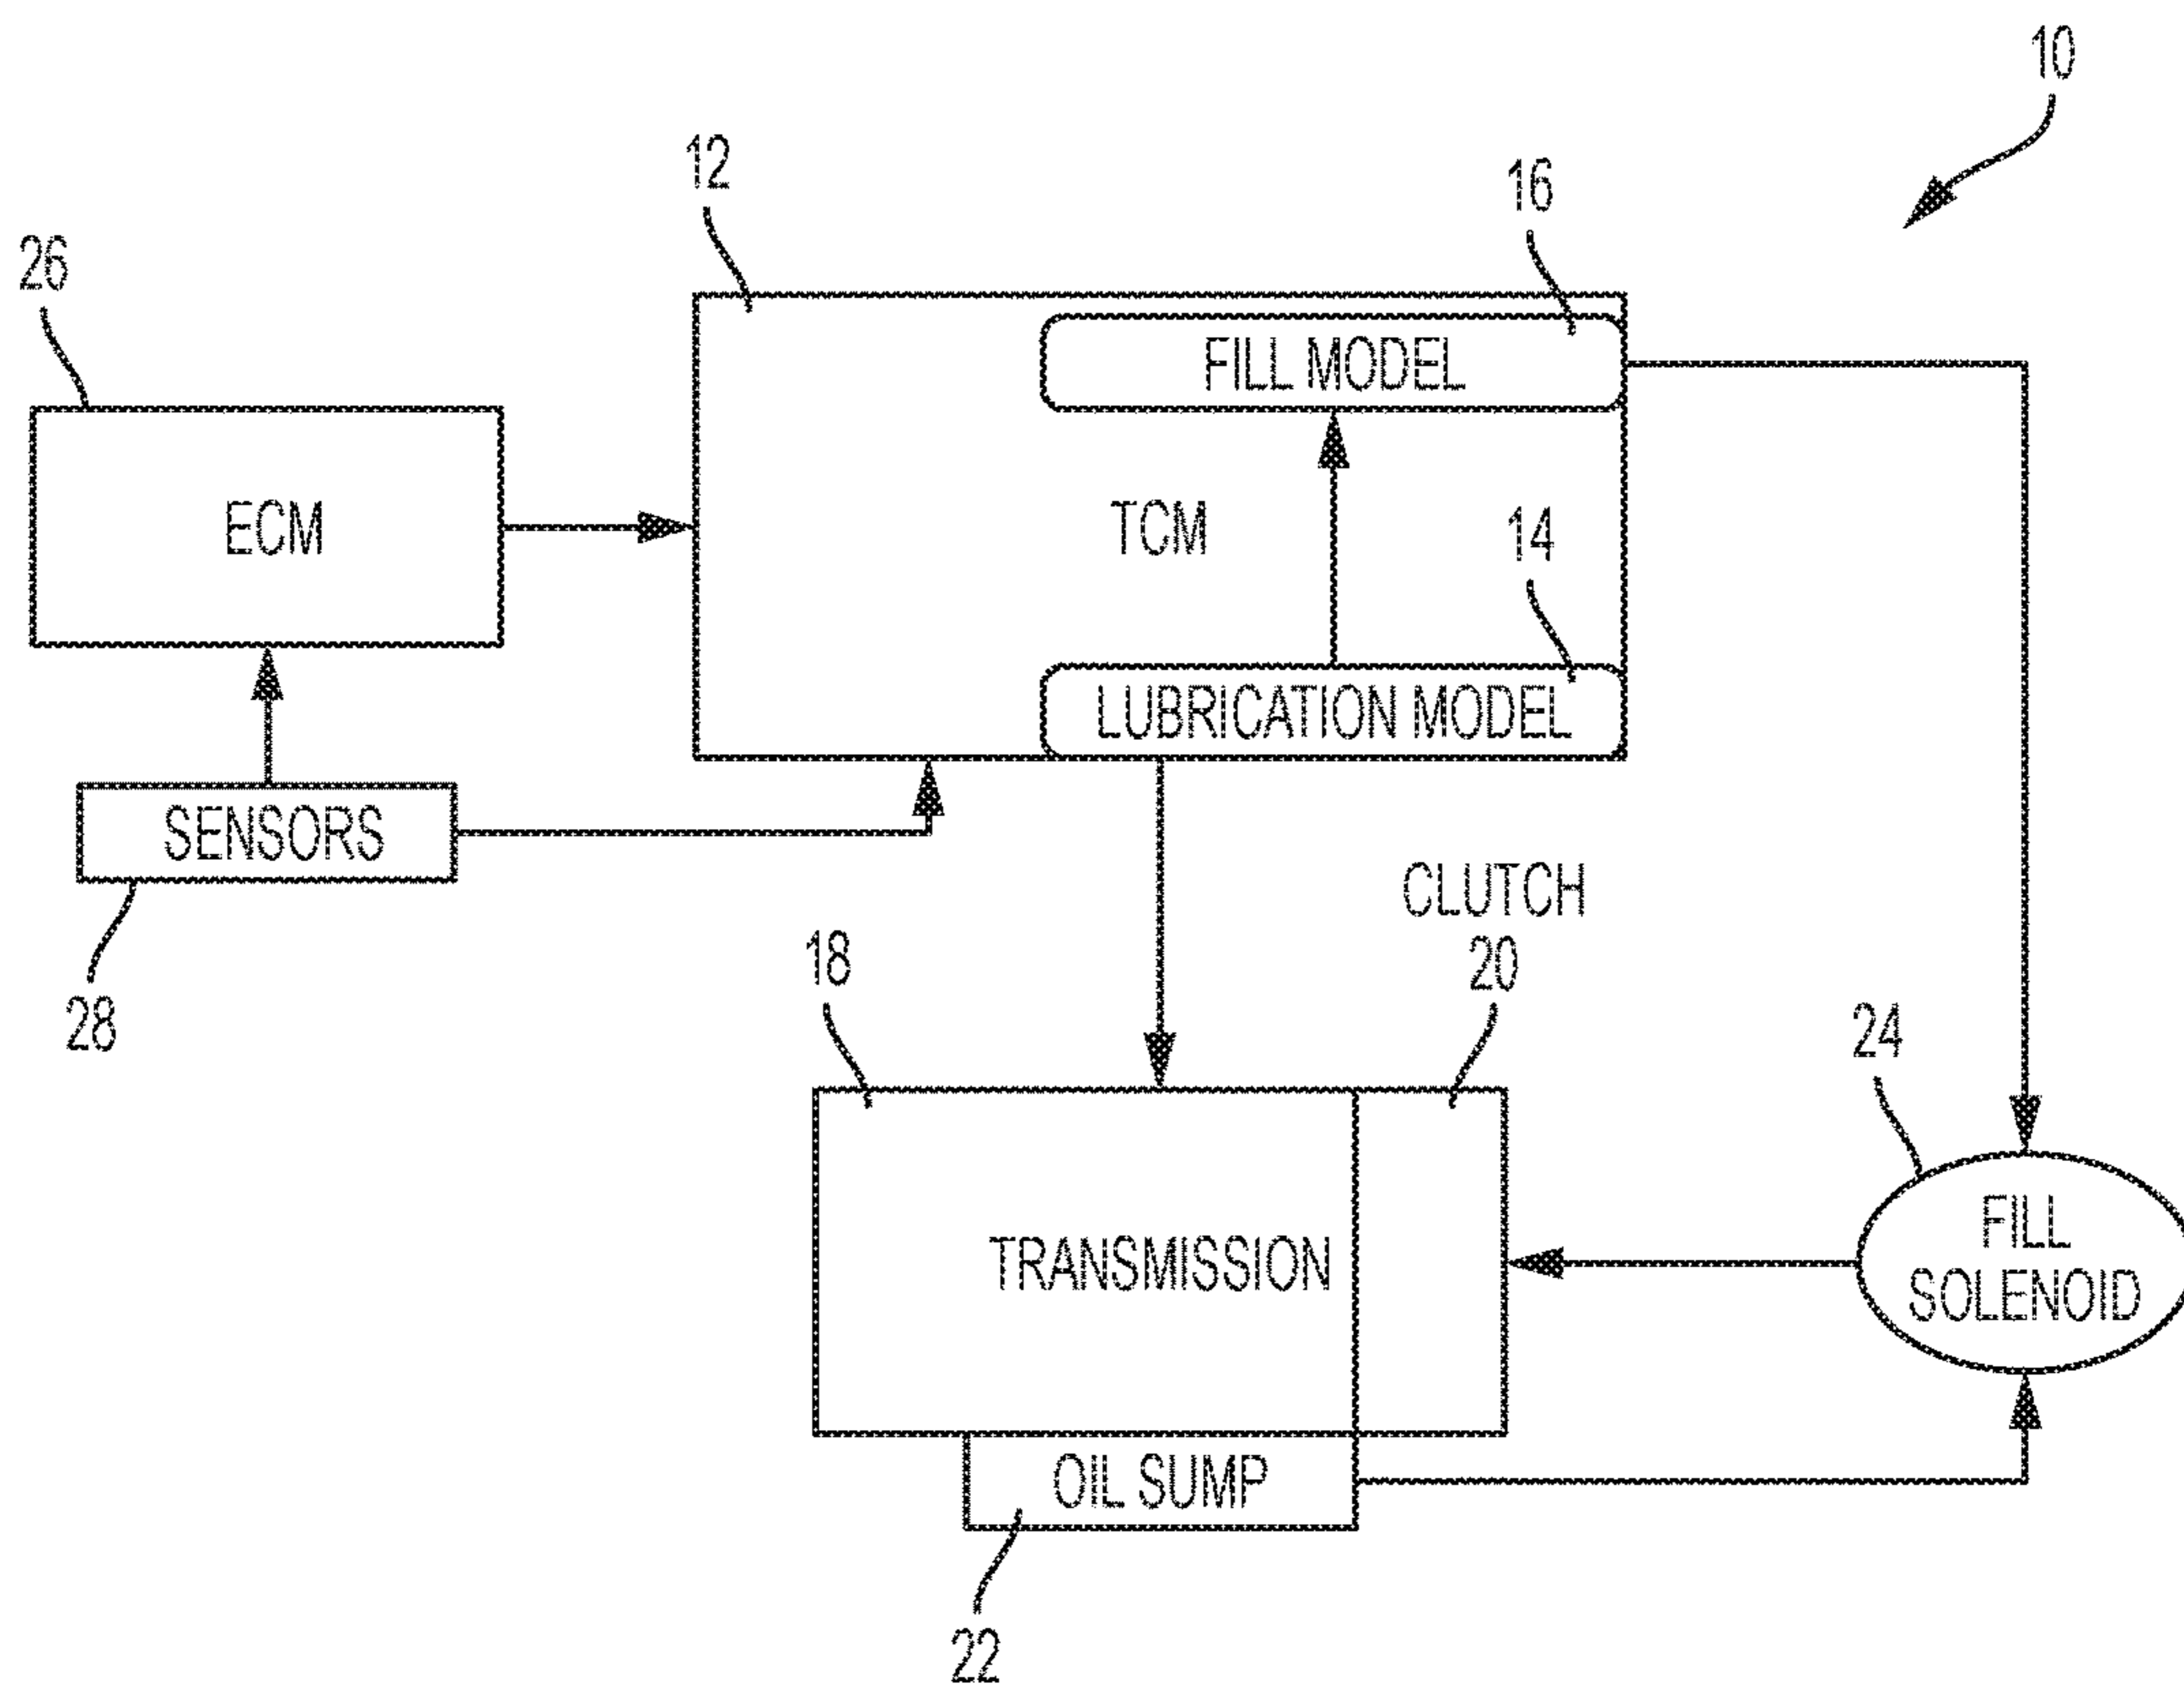 10
12
16
26
FILL MODEL
ECM
TCM
14
LUBRICATION MODEL
SENSORS
CLUTCH
18
20
28
24
TRANSMISSION
FILL
SOLENOID
OIL SUMP
22